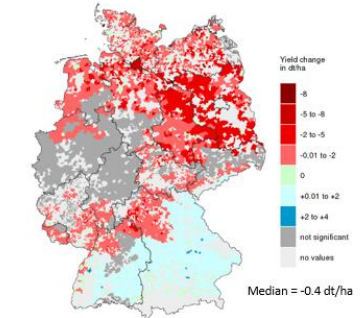 Yield change
in dt/ha
-8
-5 to -8
-2 to -5
-0.01 to -2
0
+0.01 to +2
+2 to +4
not significant
no values
Median = -0.4 dt/ha